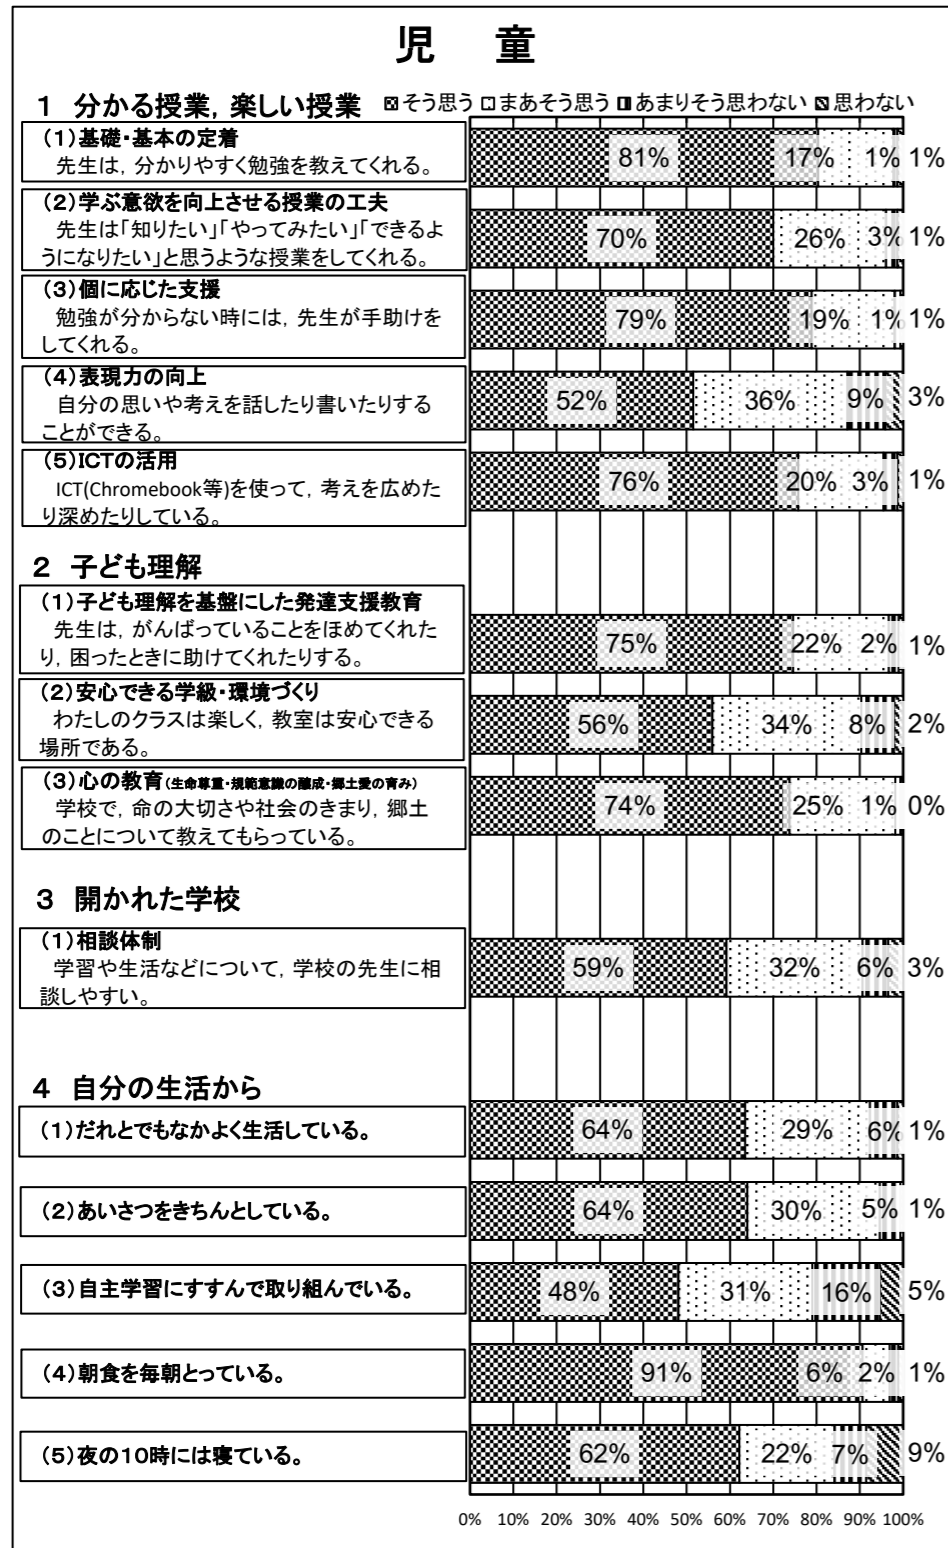 児　童
１　分かる授業，楽しい授業　そう思う　まあそう思う　あまりそう思わない　思わない
（１）基礎・基本の定着
先生は，分かりやすく勉強を教えてくれる。
81%　17%　1%　1%
（２）学ぶ意欲を向上させる授業の工夫
先生は「知りたい」「やってみたい」「できるよ
うになりたい」と思うような授業をしてくれる。
70%　26%　3%　1%
（３）個に応じた支援
勉強が分からない時には，先生が手助けを
してくれる。
79%　19%　1%　1%
（４）表現力の向上
自分の思いや考えを話したり書いたりする
ことができる。
52%　36%　9%　3%
（５）ICTの活用
ICT(Chromebook等)を使って，考えを広めた
り深めたりしている。
76%　20%　3%　1%
２　子ども理解
（１）子ども理解を基盤にした発達支援教育
先生は，がんばっていることをほめてくれた
り，困ったときに助けてくれたりする。
75%　22%　2%　1%
（２）安心できる学級・環境づくり
わたしのクラスは楽しく，教室は安心できる
場所である。
56%　34%　8%　2%
（３）心の教育（生命尊重・規範意識の醸成・郷土愛の育み）
学校で，命の大切さや社会のきまり，郷土
のことについて教えてもらっている。
74%　25%　1%　0%
３　開かれた学校
（１）相談体制
学習や生活などについて，学校の先生に相
談しやすい。
59%　32%　6%　3%
４　自分の生活から
（１）だれとでもなかよく生活している。
64%　29%　6%　1%
（２）あいさつをきちんとしている。
64%　30%　5%　1%
（３）自主学習にすすんで取り組んでいる。
48%　31%　16%　5%
（４）朝食を毎朝とっている。
91%　6%　2%　1%
（５）夜の１０時には寝ている。
62%　22%　7%　9%
0%　10%　20%　30%　40%　50%　60%　70%　80%　90%　100%